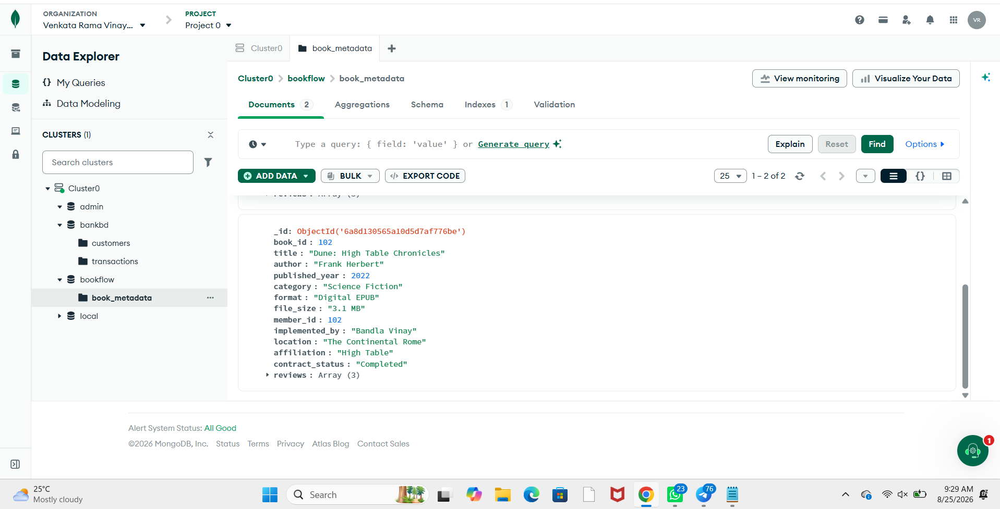 ORGANIZATION
Venkata Rama Vinay...
PROJECT
Project 0
VR
Data Explorer
My Queries
Data Modeling
CLUSTERS (1)
Search clusters
Cluster0
admin
bankbd
customers
transactions
bookflow
book_metadata
local
Cluster0
book_metadata
Cluster0 > bookflow > book_metadata
View monitoring
Visualize Your Data
Documents 2
Aggregations
Schema
Indexes 1
Validation
Type a query: { field: 'value' } or Generate query
Explain
Reset
Find
Options
ADD DATA
BULK
EXPORT CODE
25
1 – 2 of 2
{}
reviews : Array (3)
_id: ObjectId('6a8d130565a10d5d7af776be')
book_id : 102
title : "Dune: High Table Chronicles"
author : "Frank Herbert"
published_year : 2022
category : "Science Fiction"
format : "Digital EPUB"
file_size : "3.1 MB"
member_id : 102
implemented_by : "Bandla Vinay"
location : "The Continental Rome"
affiliation : "High Table"
contract_status : "Completed"
reviews : Array (3)
Alert System Status: All Good
©2026 MongoDB, Inc. Status Terms Privacy Atlas Blog Contact Sales
1
25°C
Mostly cloudy
Search
23
76
9:29 AM
8/25/2026